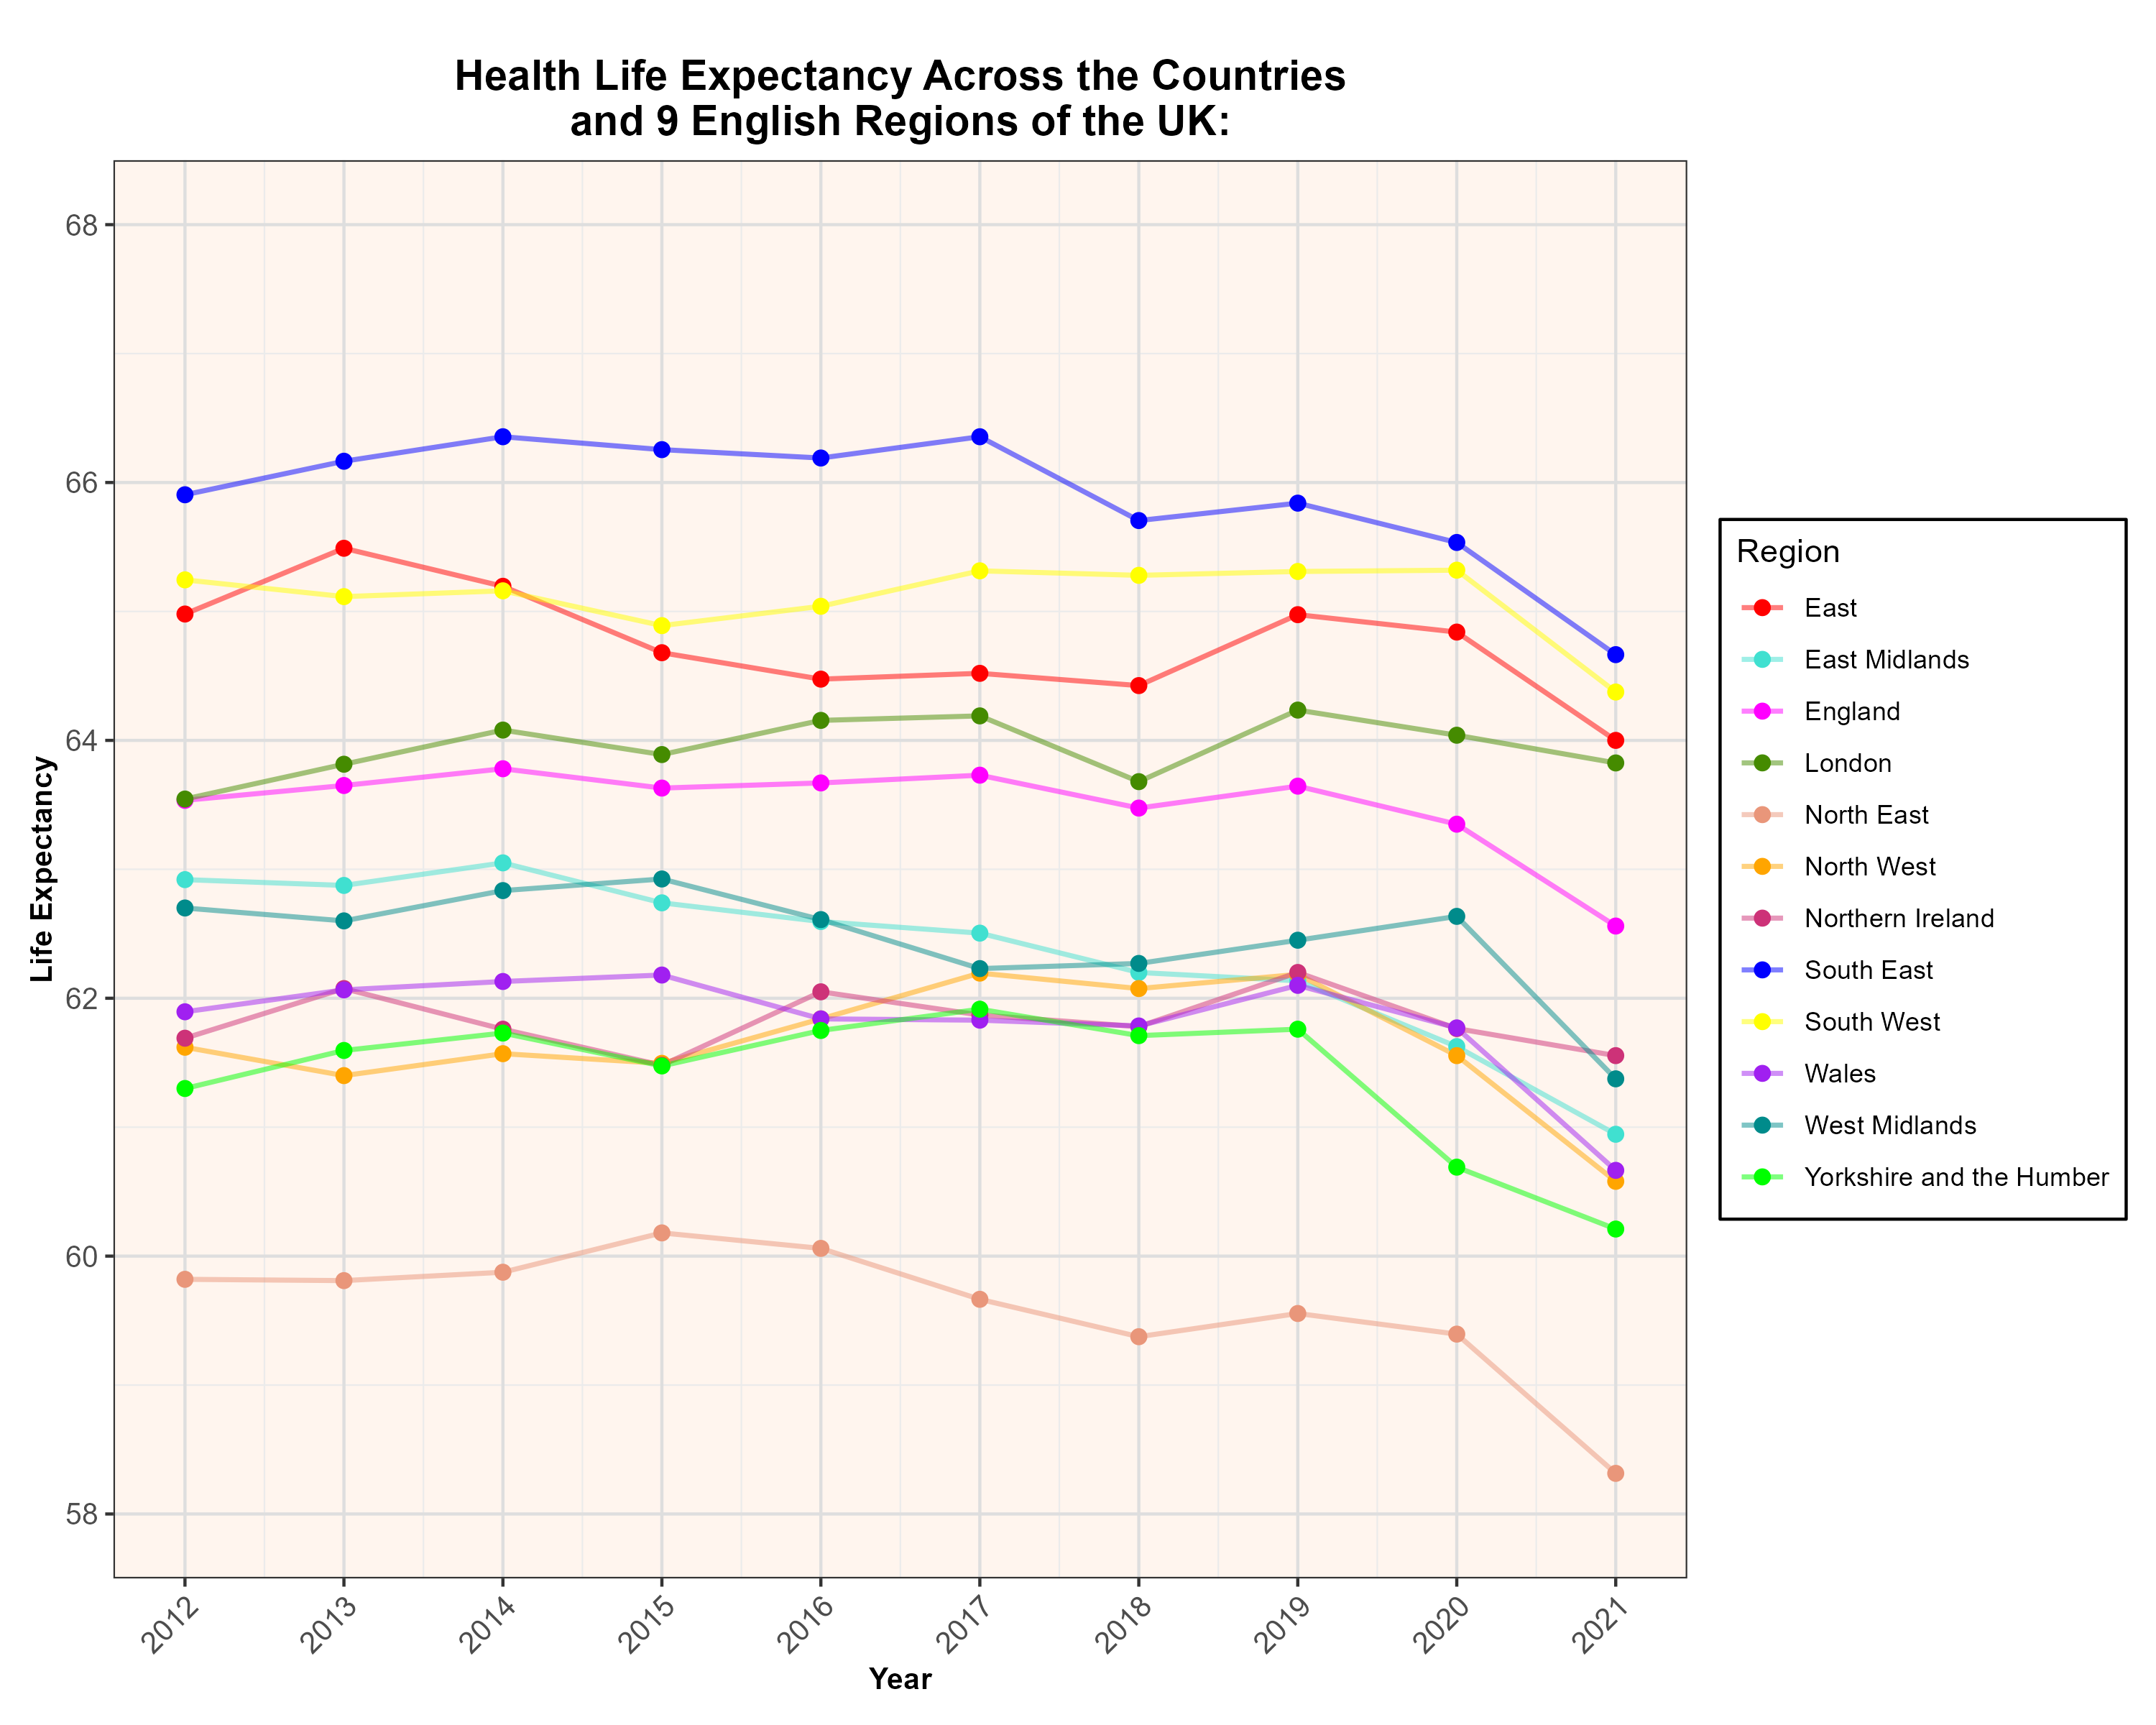 Health Life Expectancy Across the Countries
and 9 English Regions of the UK:
Life Expectancy
68
66
64
62
60
58
2012
2013
2014
2015
2016
2017
2018
2019
2020
2021
Year
Region
East
East Midlands
England
London
North East
North West
Northern Ireland
South East
South West
Wales
West Midlands
Yorkshire and the Humber